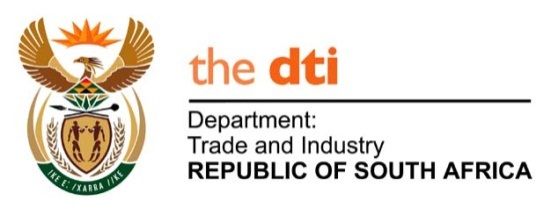 the dti
Department:
Trade and Industry
REPUBLIC OF SOUTH AFRICA
!KE E: /XARRA //KE